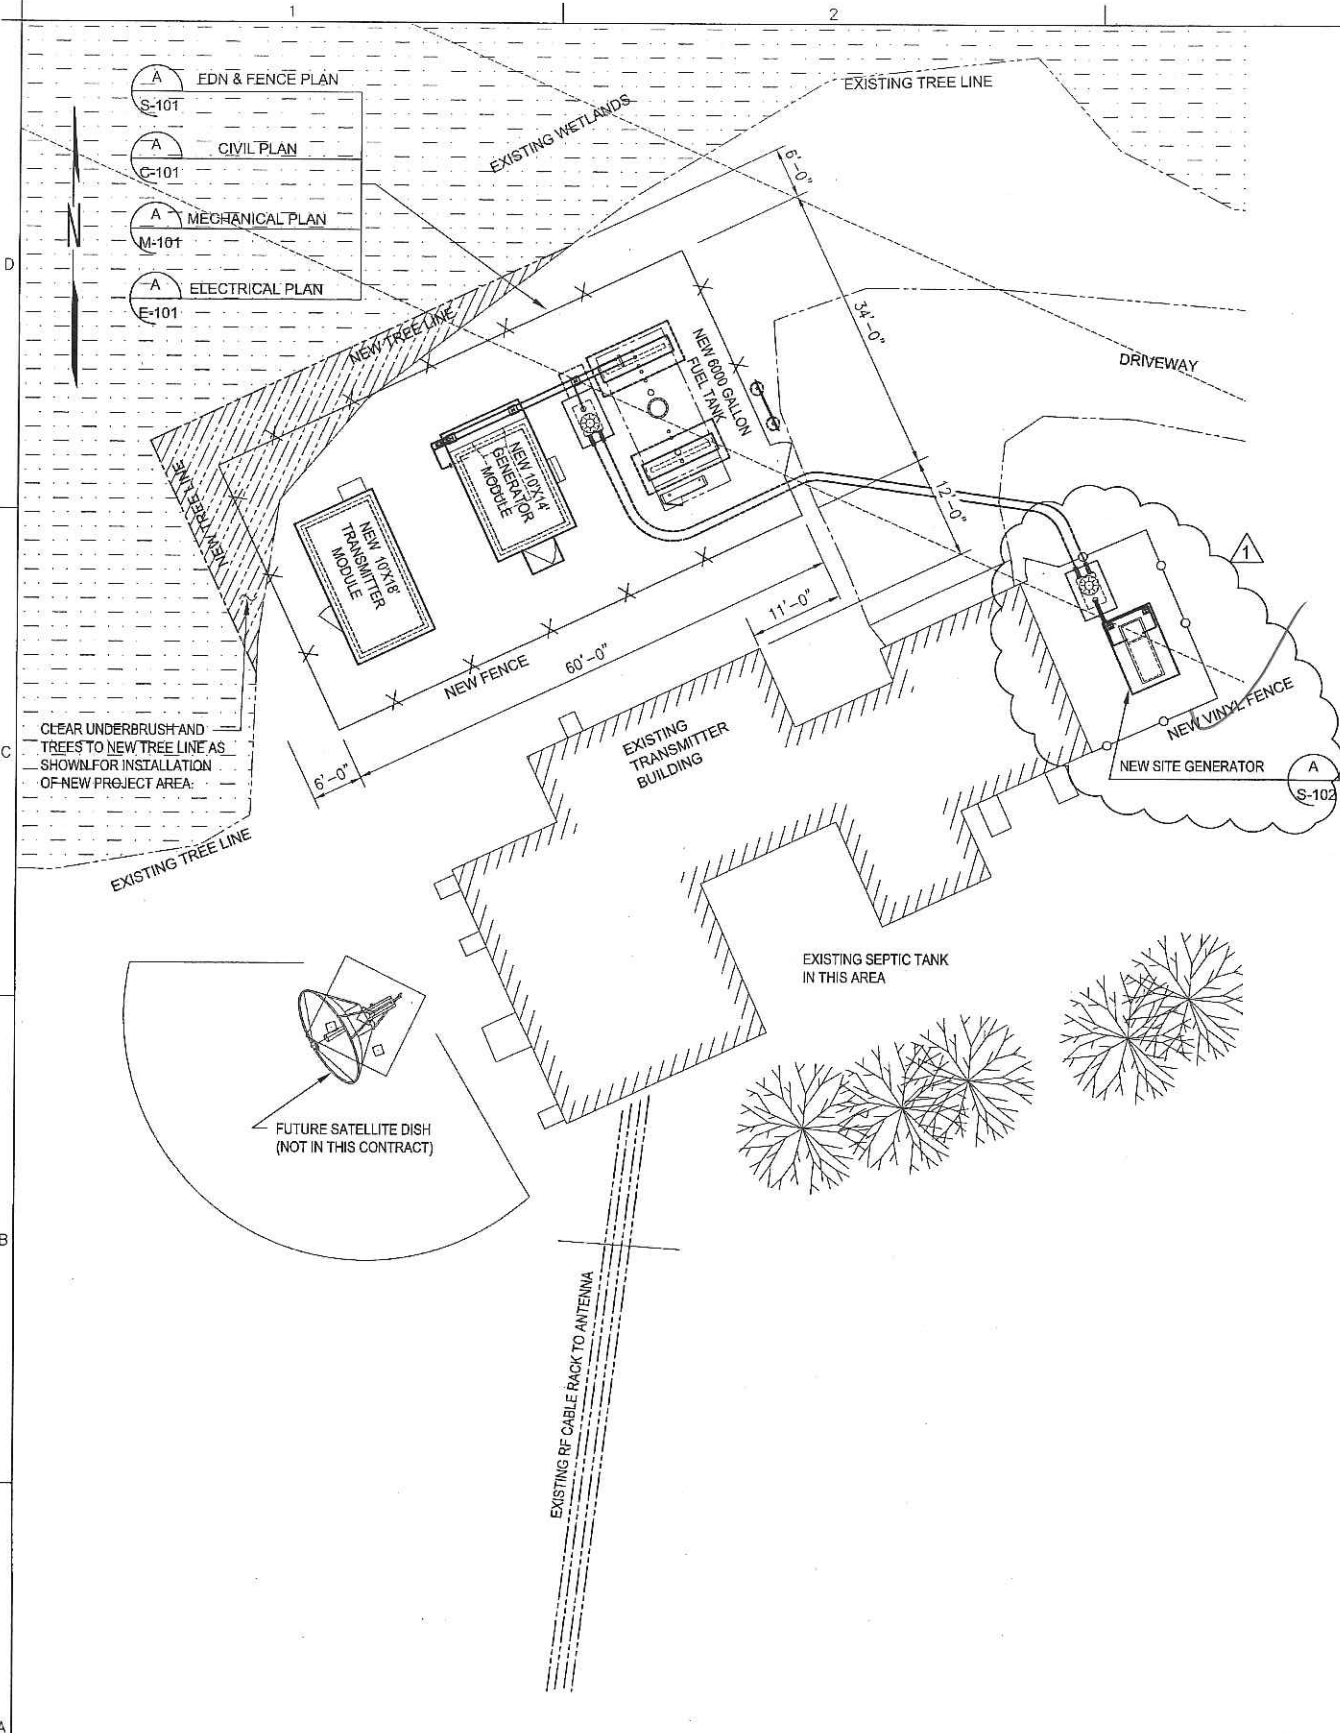 1
2
A
FDN & FENCE PLAN
S-101
A
CIVIL PLAN
C-101
N
A
MECHANICAL PLAN
M-101
D
A
ELECTRICAL PLAN
E-101
EXISTING WETLANDS
EXISTING TREE LINE
6'-0"
34'-0"
NEW TREE LINE
NEW 6000 GALLON
FUEL TANK
DRIVEWAY
NEW 10'X14'
GENERATOR
MODULE
NEW TREE LINE
12'-0"
NEW 10'X18'
TRANSMITTER
MODULE
1
11'-0"
60'-0"
NEW FENCE
C
CLEAR UNDERBRUSH AND
TREES TO NEW TREE LINE AS
SHOWN FOR INSTALLATION
OF NEW PROJECT AREA.
6'-0"
EXISTING
TRANSMITTER
BUILDING
NEW VINYL FENCE
NEW SITE GENERATOR
A
S-102
EXISTING TREE LINE
EXISTING SEPTIC TANK
IN THIS AREA
FUTURE SATELLITE DISH
(NOT IN THIS CONTRACT)
B
EXISTING RF CABLE RACK TO ANTENNA
A